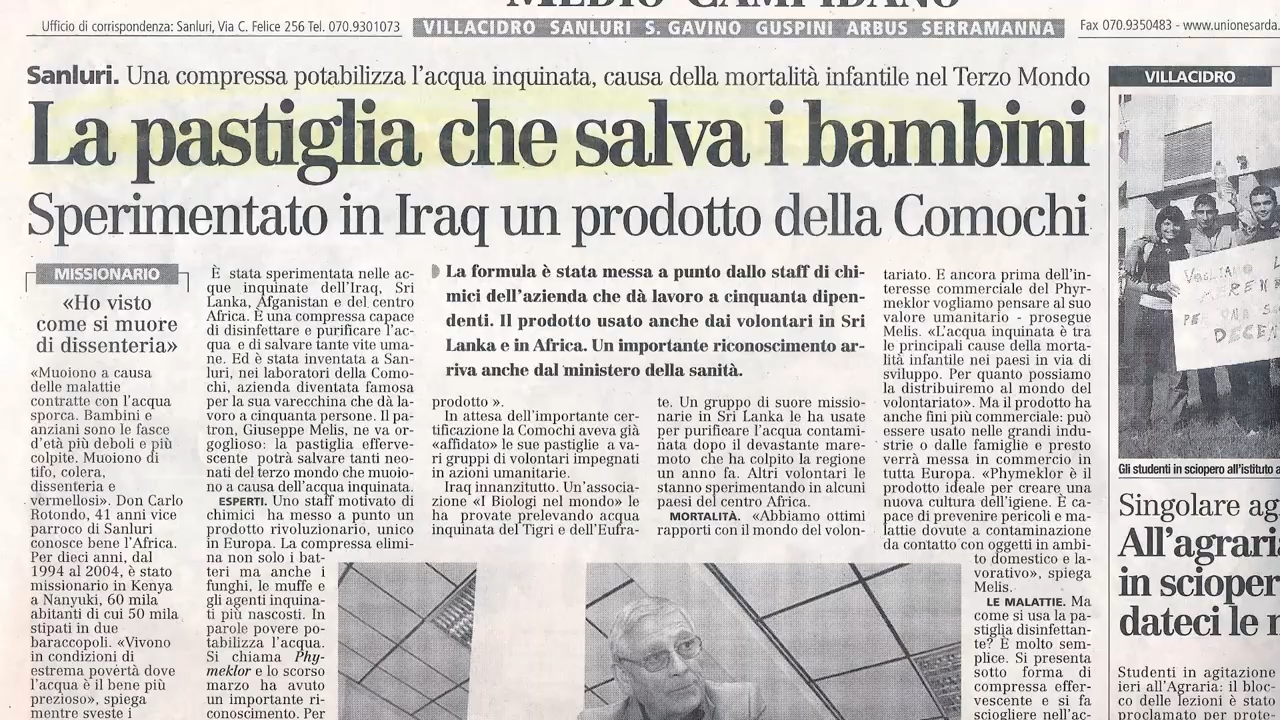 MEDIO CAMPIDANO
Ufficio di corrispondenza: Sanluri, Via C. Felice 256 Tel. 070.9301073
VILLACIDRO SANLURI S. GAVINO GUSPINI ARBUS SERRAMANNA
Fax 070.9350483 - www.unionesarda.
Sanluri. Una compressa potabilizza l'acqua inquinata, causa della mortalità infantile nel Terzo Mondo
La pastiglia che salva i bambini
Sperimentato in Iraq un prodotto della Comochi
MISSIONARIO
«Ho visto
come si muore
di dissenteria»
«Muoiono a causa
delle malattie
contratte con l'acqua
sporca. Bambini e
anziani sono le fasce
d'età più deboli e più
colpite. Muoiono di
tifo, colera,
dissenteria e
vermellosi». Don Carlo
Rotondo, 41 anni vice
parroco di Sanluri
conosce bene l'Africa.
Per dieci anni, dal
1994 al 2004, è stato
missionario in Kenya
a Nanyuki, 60 mila
abitanti di cui 50 mila
stipati in due
baraccopoli. «Vivono
in condizioni di
estrema povertà dove
l'acqua è il bene più
prezioso», spiega
mentre sveste i
È stata sperimentata nelle ac-
que inquinate dell'Iraq, Sri
Lanka, Afganistan e del centro
Africa. È una compressa capace
di disinfettare e purificare l'ac-
qua e di salvare tante vite uma-
ne. Ed è stata inventata a San-
luri, nei laboratori della Como-
chi, azienda diventata famosa
per la sua varecchina che dà la-
voro a cinquanta persone. Il pa-
tron, Giuseppe Melis, ne va or-
goglioso: la pastiglia efferve-
scente potrà salvare tanti neo-
nati del terzo mondo che muoio-
no a causa dell'acqua inquinata.
ESPERTI. Uno staff motivato di
chimici ha messo a punto un
prodotto rivoluzionario, unico
in Europa. La compressa elimi-
na non solo i bat-
teri ma anche i
funghi, le muffe e
gli agenti inquina-
ti più nascosti. In
parole povere po-
tabilizza l'acqua.
Si chiama Phy-
meklor e lo scorso
marzo ha avuto
un importante ri-
conoscimento. Per
La formula è stata messa a punto dallo staff di chi-
mici dell'azienda che dà lavoro a cinquanta dipen-
denti. Il prodotto usato anche dai volontari in Sri
Lanka e in Africa. Un importante riconoscimento ar-
riva anche dal ministero della sanità.
prodotto ».
In attesa dell'importante cer-
tificazione la Comochi aveva già
«affidato» le sue pastiglie a va-
ri gruppi di volontari impegnati
in azioni umanitarie.
Iraq innanzitutto. Un'associa-
zione «I Biologi nel mondo» le
ha provate prelevando acqua
inquinata del Tigri e dell'Eufra-
te. Un gruppo di suore missio-
narie in Sri Lanka le ha usate
per purificare l'acqua contami-
nata dopo il devastante mare-
moto che ha colpito la regione
un anno fa. Altri volontari le
stanno sperimentando in alcuni
paesi del centro Africa.
MORTALITÀ. «Abbiamo ottimi
rapporti con il mondo del volon-
tariato. E ancora prima dell'in-
teresse commerciale del Phyr-
meklor vogliamo pensare al suo
valore umanitario - prosegue
Melis. «L'acqua inquinata è tra
le principali cause della morta-
lità infantile nei paesi in via di
sviluppo. Per quanto possiamo
la distribuiremo al mondo del
volontariato». Ma il prodotto ha
anche fini più commerciale: può
essere usato nelle grandi indu-
strie o dalle famiglie e presto
verrà messa in commercio in
tutta Europa. «Phymeklor è il
prodotto ideale per creare una
nuova cultura dell'igiene. È ca-
pace di prevenire pericoli e ma-
lattie dovute a contaminazione
da contatto con oggetti in ambi-
to domestico e la-
vorativo», spiega
Melis.
LE MALATTIE. Ma
come si usa la pa-
stiglia disinfettan-
te? È molto sem-
plice. Si presenta
sotto forma di
compressa effer-
vescente e si fa
sciogliere nell'ac-
VILLACIDRO
VOGLIAMO
PER UNA
DECE
Gli studenti in sciopero all'istituto a
Singolare ag
All'agrari
in scioper
dateci le
Studenti in agitazione
ieri all'Agraria: il bloc-
co delle lezioni è stato
proclamato per prote-